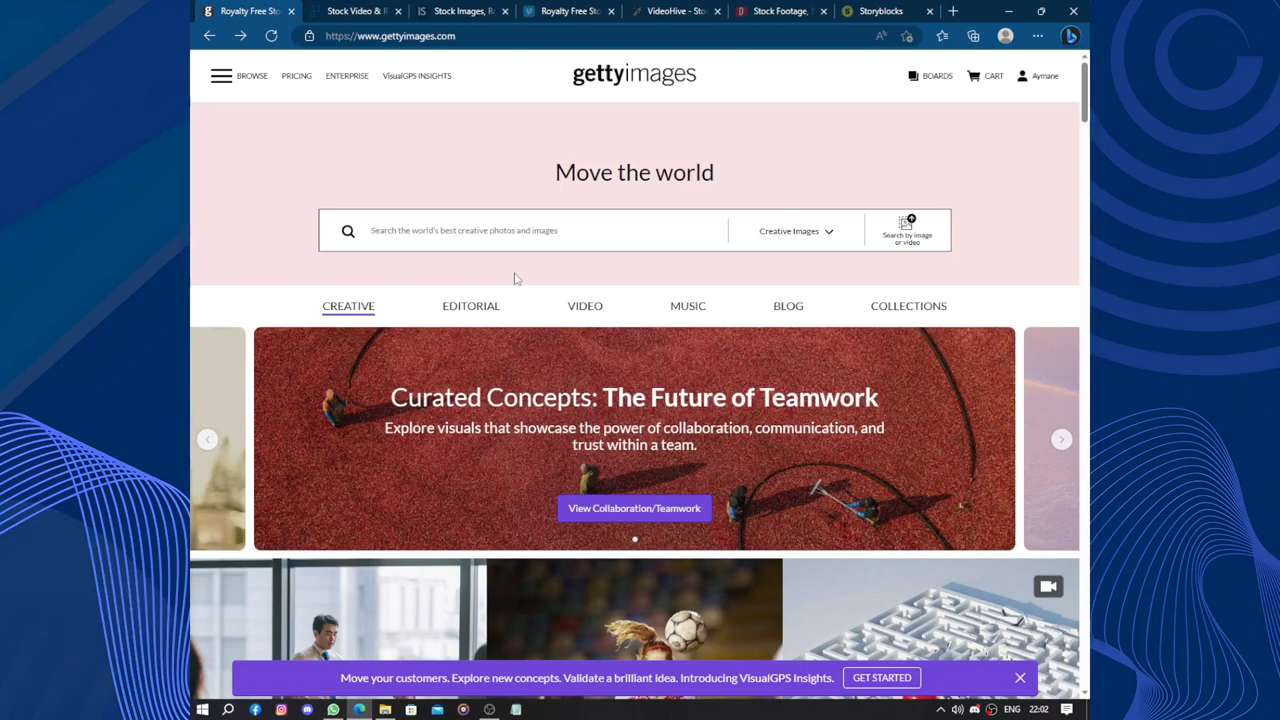 Royalty Free Sto
Stock Video & R
Stock Images, R
Royalty Free Sto
VideoHive - Sto
Stock Footage,
Storyblocks
https://www.gettyimages.com
BROWSE
PRICING
ENTERPRISE
VisualGPS INSIGHTS
gettyimages
BOARDS
CART
Aymane
Move the world
Search the world's best creative photos and images
Creative Images
Search by image
or video
CREATIVE
EDITORIAL
VIDEO
MUSIC
BLOG
COLLECTIONS
Curated Concepts: The Future of Teamwork
Explore visuals that showcase the power of collaboration, communication, and
trust within a team.
View Collaboration/Teamwork
Move your customers. Explore new concepts. Validate a brilliant idea. Introducing VisualGPS Insights.
GET STARTED
ENG
22:02